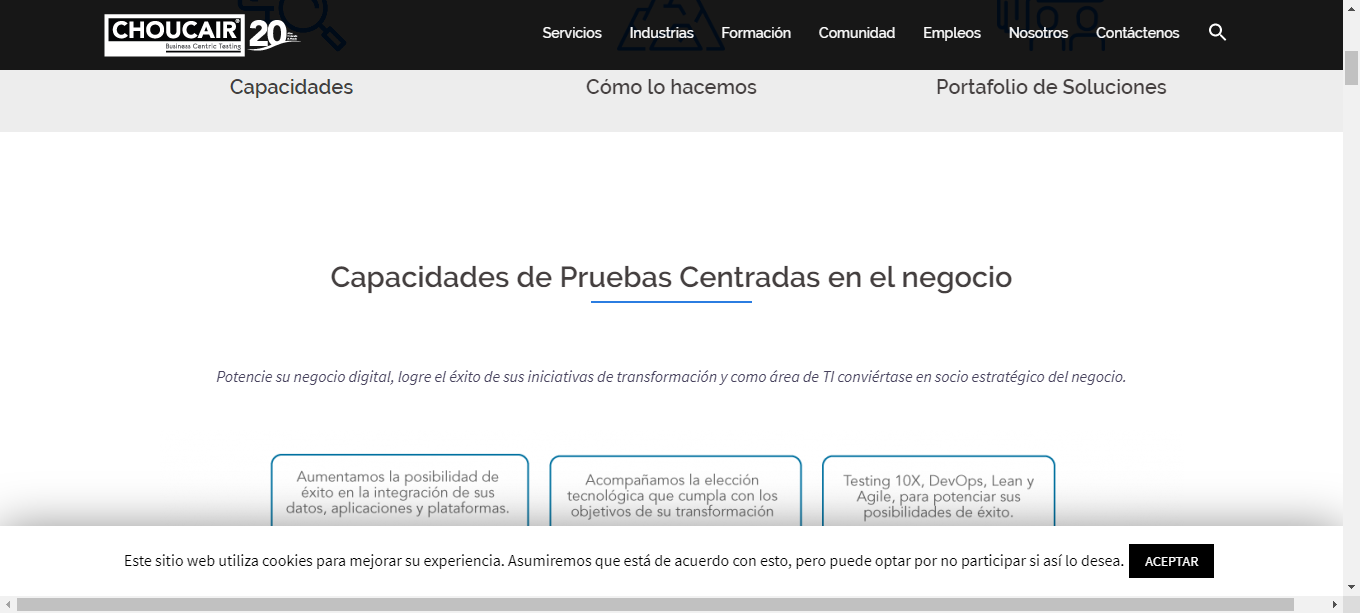 CHOUCAIR®
Business Centric Testing
20
Servicios Industrias Formación Comunidad Empleos Nosotros Contáctenos
Capacidades Cómo lo hacemos Portafolio de Soluciones
Capacidades de Pruebas Centradas en el negocio
Potencie su negocio digital, logre el éxito de sus iniciativas de transformación y como área de TI conviértase en socio estratégico del negocio.
Aumentamos la posibilidad de
éxito en la integración de sus
datos, aplicaciones y plataformas.
Acompañamos la elección
tecnológica que cumpla con los
objetivos de su transformación
Testing 10X, DevOps, Lean y
Agile, para potenciar sus
posibilidades de éxito.
Este sitio web utiliza cookies para mejorar su experiencia. Asumiremos que está de acuerdo con esto, pero puede optar por no participar si así lo desea. ACEPTAR